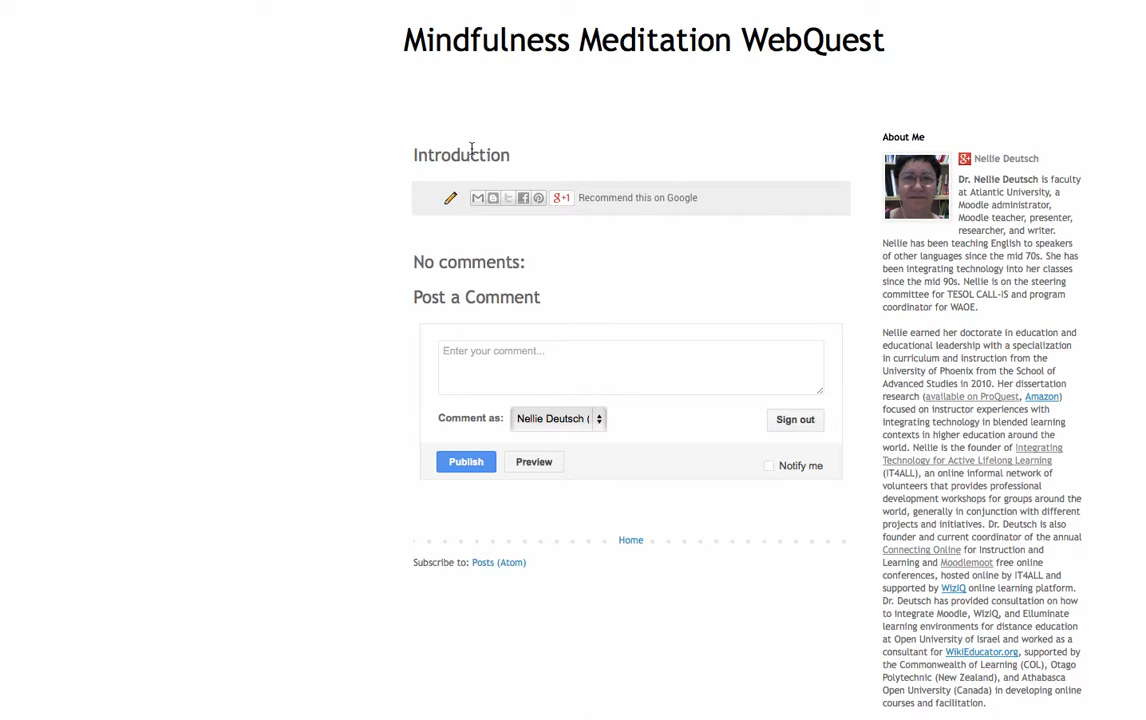 Mindfulness Meditation WebQuest
Introduction
g+1 Recommend this on Google
No comments:
Post a Comment
Enter your comment...
Comment as: Nellie Deutsch (
Sign out
Publish Preview
Notify me
Home
Subscribe to: Posts (Atom)
About Me
g+ Nellie Deutsch
Dr. Nellie Deutsch is faculty
at Atlantic University, a
Moodle administrator,
Moodle teacher, presenter,
researcher, and writer.
Nellie has been teaching English to speakers
of other languages since the mid 70s. She has
been integrating technology into her classes
since the mid 90s. Nellie is on the steering
committee for TESOL CALL-IS and program
coordinator for WAOE.
Nellie earned her doctorate in education and
educational leadership with a specialization
in curriculum and instruction from the
University of Phoenix from the School of
Advanced Studies in 2010. Her dissertation
research (available on ProQuest, Amazon)
focused on instructor experiences with
integrating technology in blended learning
contexts in higher education around the
world. Nellie is the founder of Integrating
Technology for Active Lifelong Learning
(IT4ALL), an online informal network of
volunteers that provides professional
development workshops for groups around the
world, generally in conjunction with different
projects and initiatives. Dr. Deutsch is also
founder and current coordinator of the annual
Connecting Online for Instruction and
Learning and Moodlemoot free online
conferences, hosted online by IT4ALL and
supported by WiziQ online learning platform.
Dr. Deutsch has provided consultation on how
to integrate Moodle, WiziQ, and Elluminate
learning environments for distance education
at Open University of Israel and worked as a
consultant for WikiEducator.org, supported by
the Commonwealth of Learning (COL), Otago
Polytechnic (New Zealand), and Athabasca
Open University (Canada) in developing online
courses and facilitation.